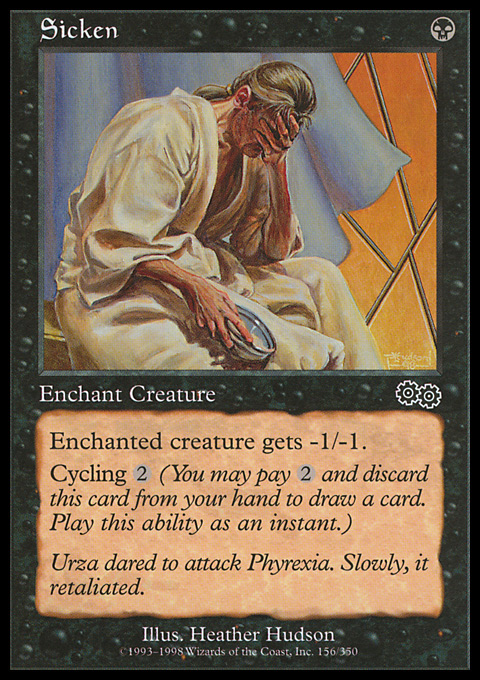 Sicken
Enchant Creature
Enchanted creature gets -1/-1.
Cycling 2 (You may pay 2 and discard
this card from your hand to draw a card.
Play this ability as an instant.)
Urza dared to attack Phyrexia. Slowly, it
retaliated.
Illus. Heather Hudson
©1993-1998 Wizards of the Coast, Inc. 156/350